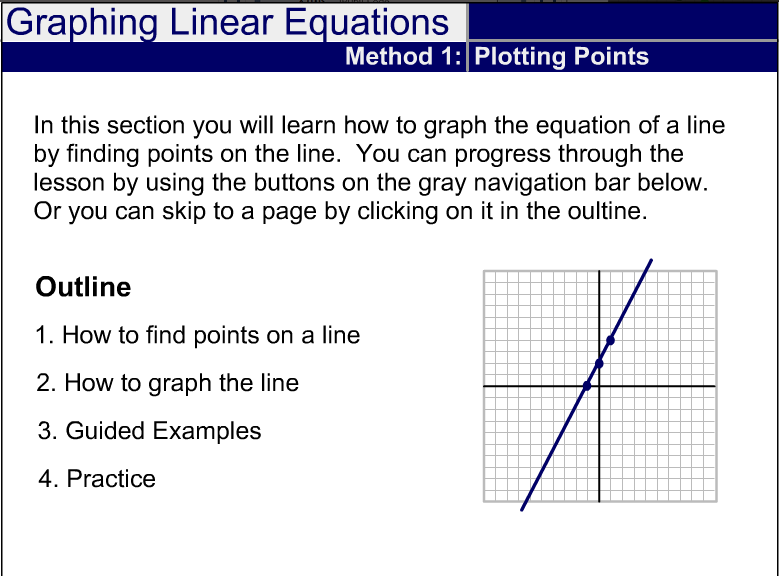 Graphing Linear Equations
Method 1: Plotting Points
In this section you will learn how to graph the equation of a line
by finding points on the line. You can progress through the
lesson by using the buttons on the gray navigation bar below.
Or you can skip to a page by clicking on it in the oultine.
Outline
1. How to find points on a line
2. How to graph the line
3. Guided Examples
4. Practice